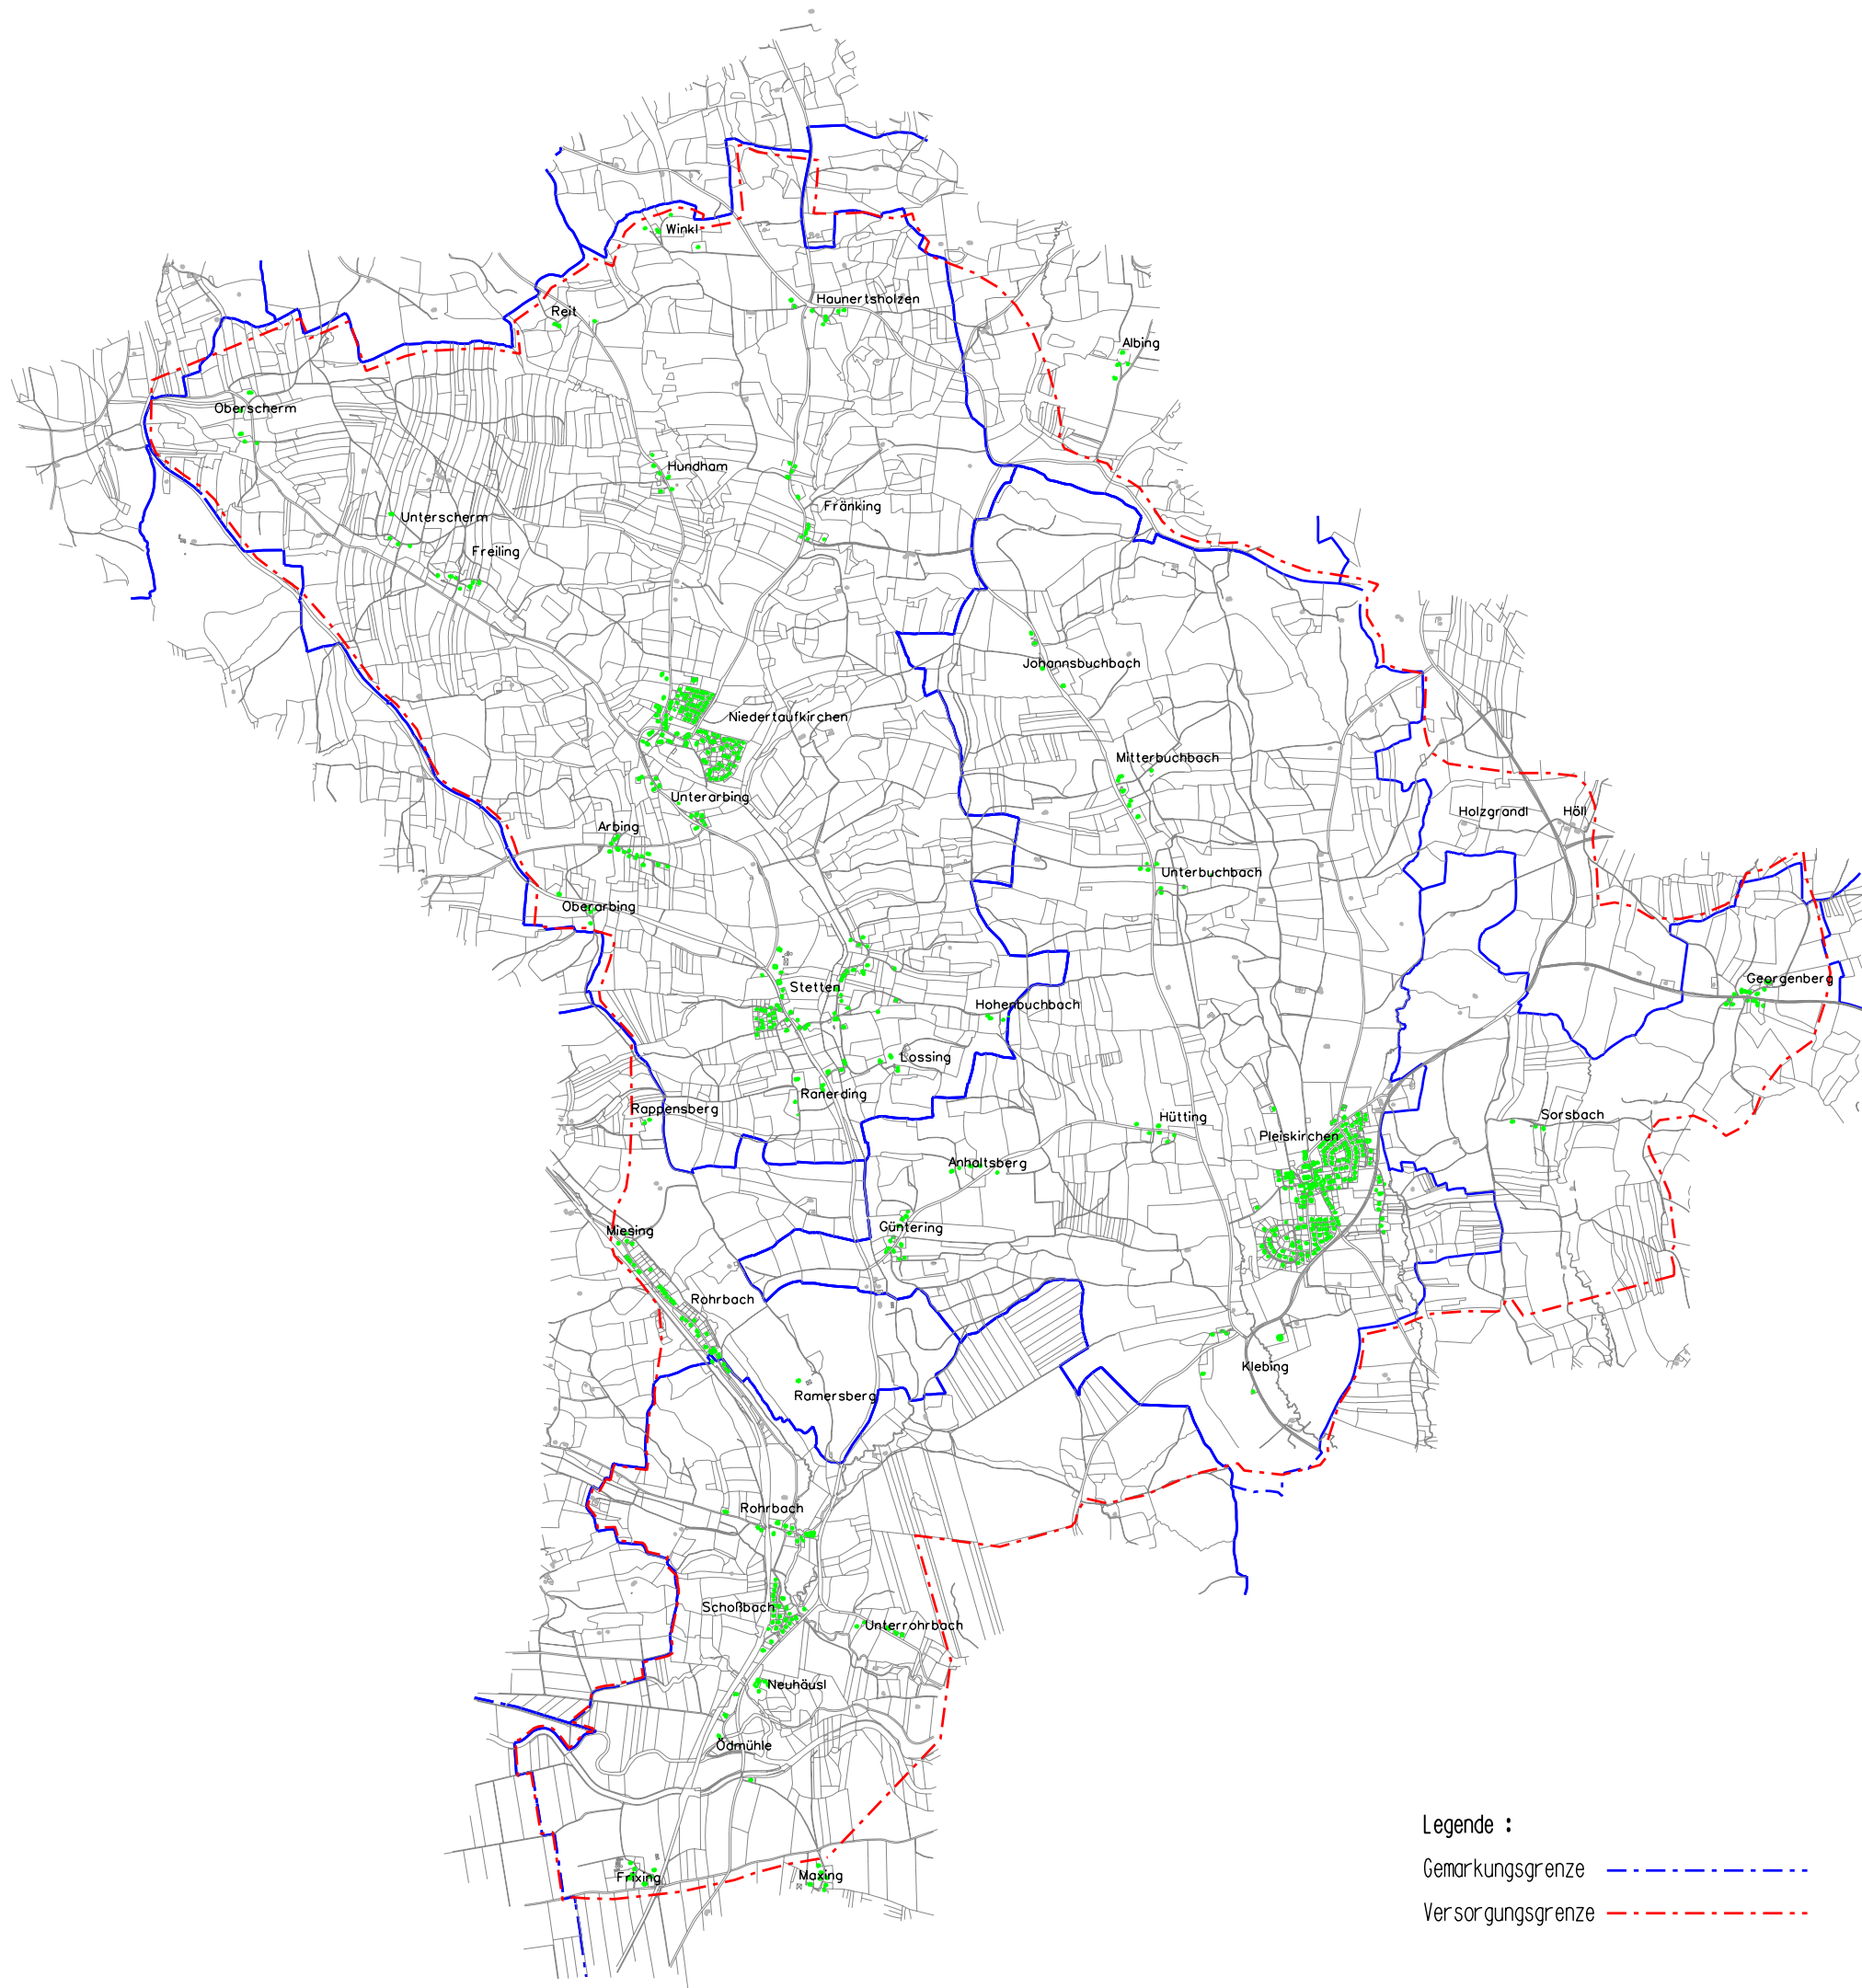 Winkl
Haunertsholzen
Reit
Albing
Oberscherm
Hundham
Fränking
Unterscherm
Freiling
Johannsbuchbach
Niedertaufkirchen
Mitterbuchbach
Unterarbing
Holzgrandl
Höll
Arbing
Unterbuchbach
Oberarbing
Georgenberg
Stetten
Hohenbuchbach
Lossing
Ranerding
Rappensberg
Hütting
Sorsbach
Pleiskirchen
Anhaltsberg
Güntering
Miesing
Rohrbach
Klebing
Ramersberg
Rohrbach
Schoßbach
Unterrohrbach
Neuhäusl
Ödmühle
Frixing
Maxing
Legende :
Gemarkungsgrenze
Versorgungsgrenze